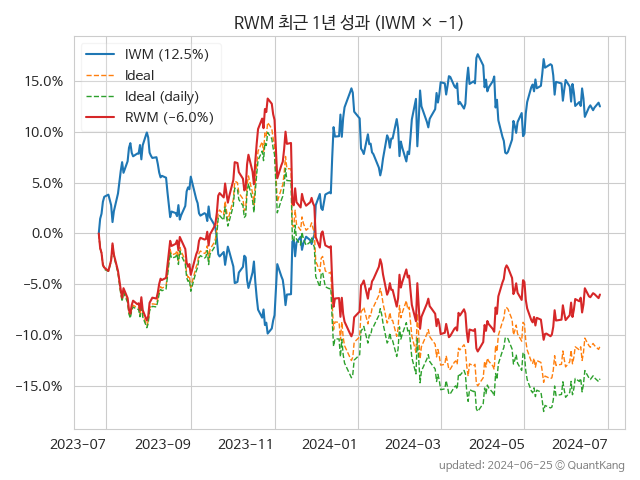 RWM 최근 1년 성과 (IWM × −1)
IWM (12.5%)
Ideal
Ideal (daily)
RWM (−6.0%)
15.0%
10.0%
5.0%
0.0%
−5.0%
−10.0%
−15.0%
2023-07 2023-09 2023-11 2024-01 2024-03 2024-05 2024-07
updated: 2024-06-25 ⓒ QuantKang